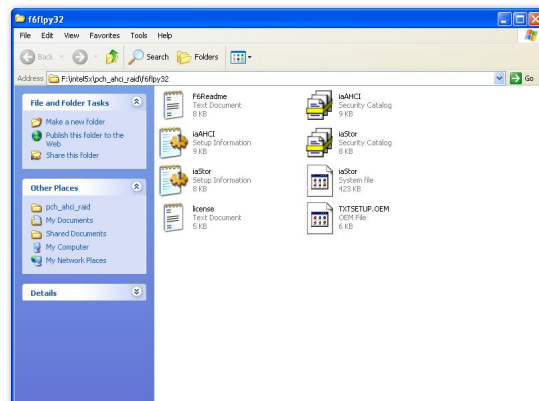 f6flpy32
File Edit View Favorites Tools Help
Back Search Folders
Address F:\intel5x\pch_ahci_raid\f6flpy32 Go
File and Folder Tasks
Make a new folder
Publish this folder to the
Web
Share this folder
Other Places
pch_ahci_raid
My Documents
Shared Documents
My Computer
My Network Places
Details
F6Readme
Text Document
8 KB
iaAHCI
Security Catalog
9 KB
iaAHCI
Setup Information
9 KB
iaStor
Security Catalog
8 KB
iaStor
Setup Information
8 KB
iaStor
System file
423 KB
license
Text Document
5 KB
TXTSETUP.OEM
OEM File
6 KB